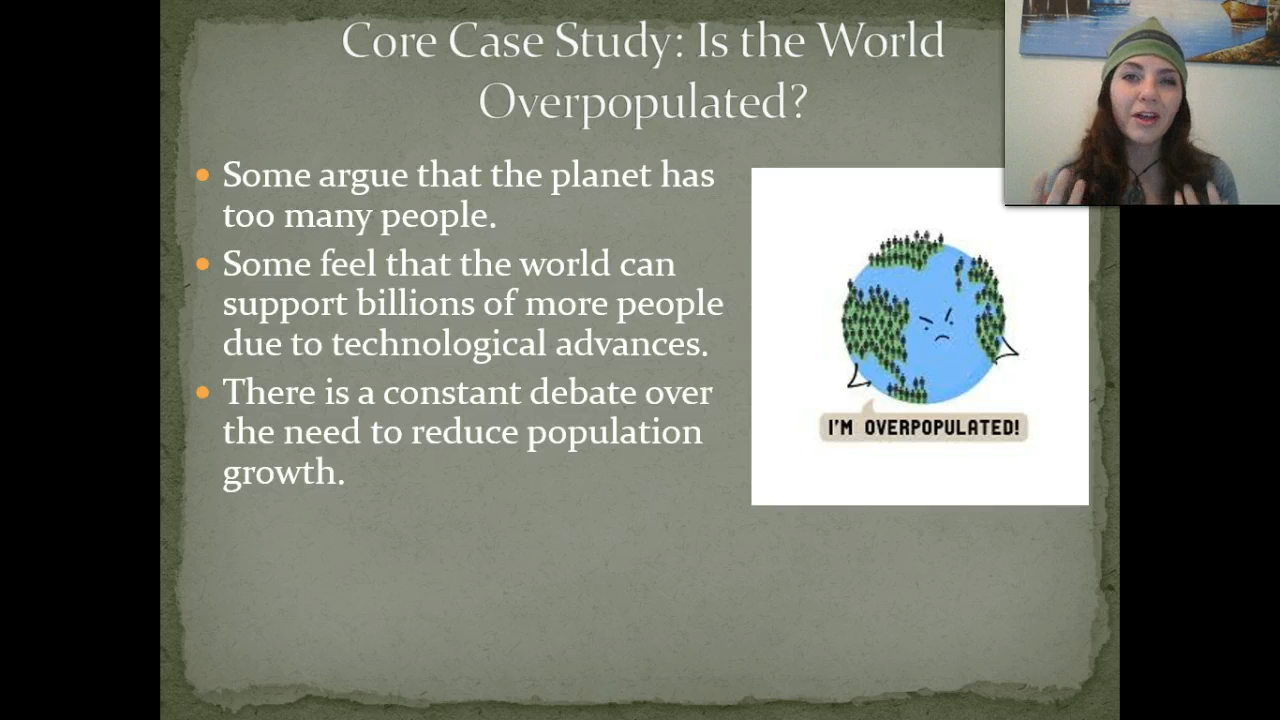 Core Case Study: Is the World
Overpopulated?
Some argue that the planet has
too many people.
Some feel that the world can
support billions of more people
due to technological advances.
There is a constant debate over
the need to reduce population
growth.
I'M OVERPOPULATED!